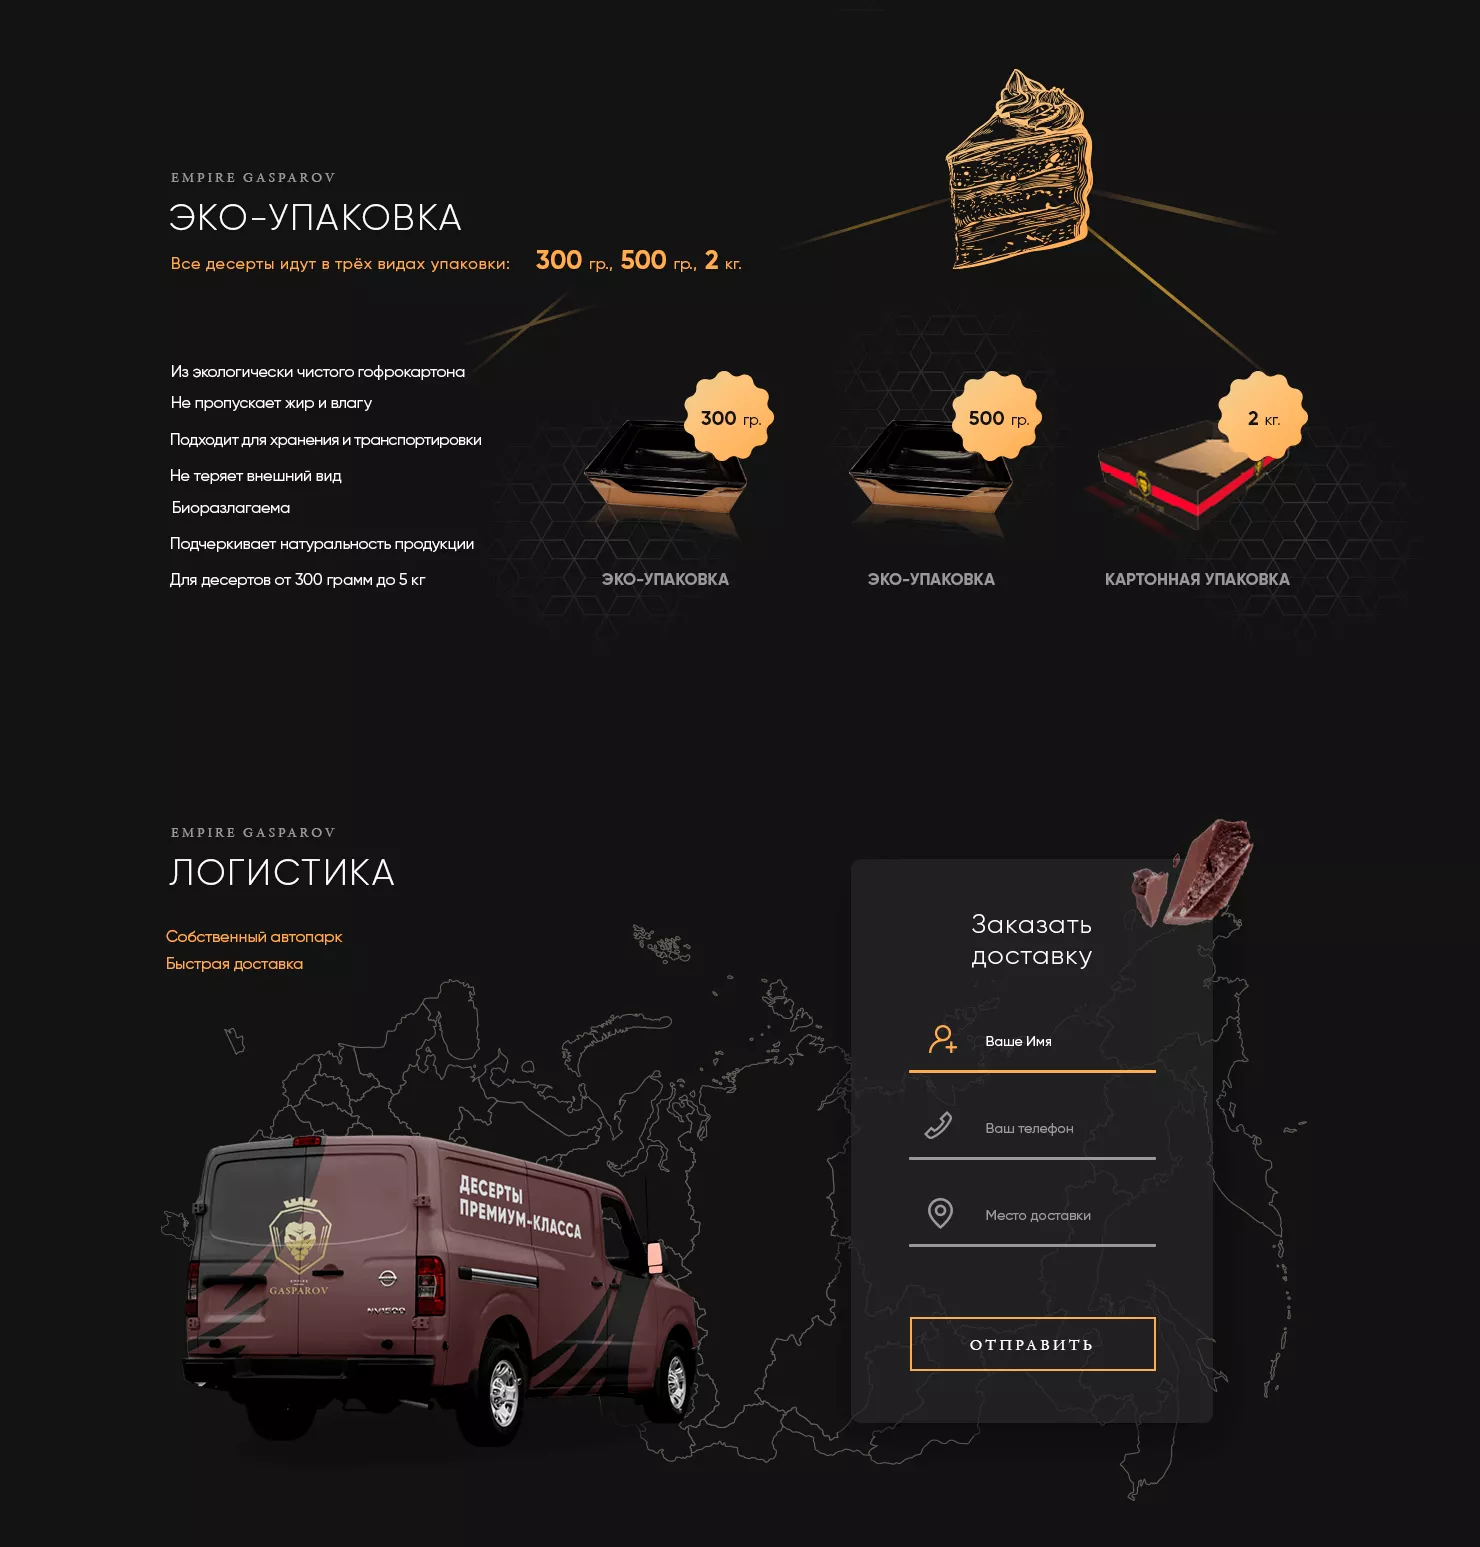 EMPIRE GASPAROV
ЭКО-УПАКОВКА
Все десерты идут в трёх видах упаковки: 300 гр., 500 гр., 2 кг.
Из экологически чистого гофрокартона
Не пропускает жир и влагу
Подходит для хранения и транспортировки
Не теряет внешний вид
Биоразлагаема
Подчеркивает натуральность продукции
Для десертов от 300 грамм до 5 кг
300 гр.
500 гр.
2 кг.
ЭКО-УПАКОВКА
ЭКО-УПАКОВКА
КАРТОННАЯ УПАКОВКА
EMPIRE GASPAROV
ЛОГИСТИКА
Собственный автопарк
Быстрая доставка
ДЕСЕРТЫ
ПРЕМИУМ-КЛАССА
EMPIRE
GASPAROV
NV1500
Заказать
доставку
Ваше Имя
Ваш телефон
Место доставки
ОТПРАВИТЬ